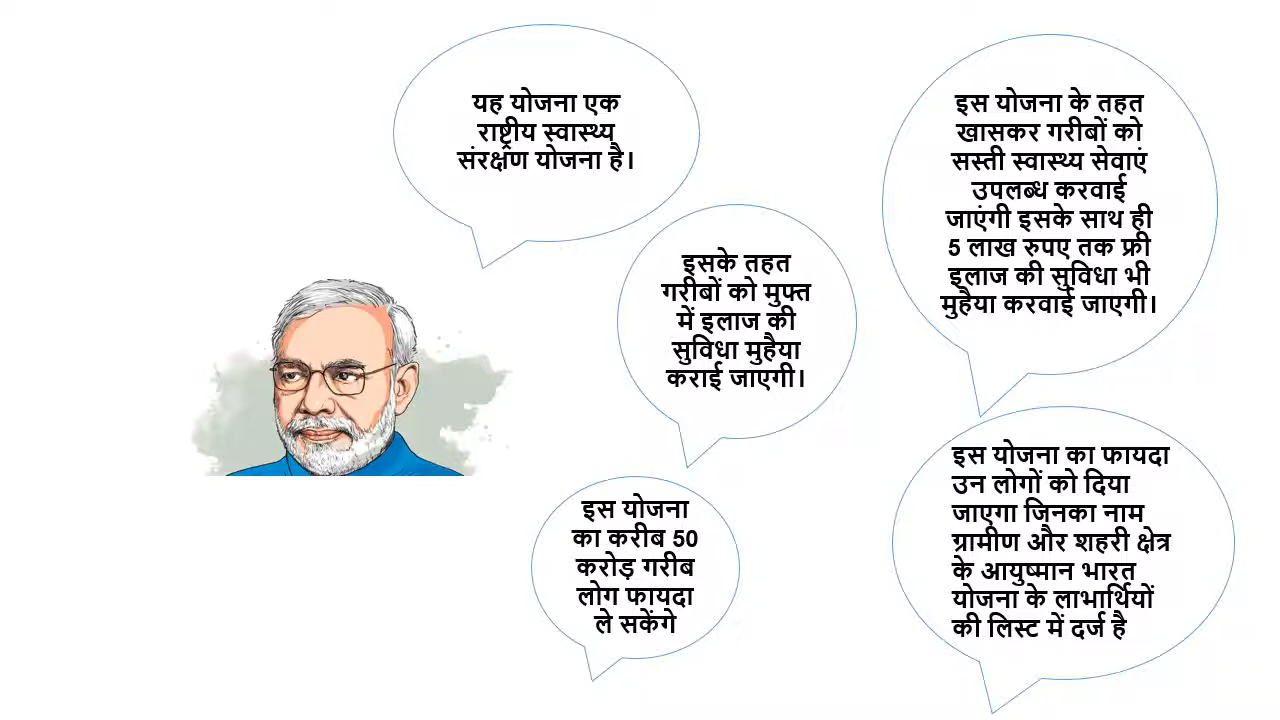 यह योजना एक
राष्ट्रीय स्वास्थ्य
संरक्षण योजना है।
इसके तहत
गरीबों को मुफ्त
में इलाज की
सुविधा मुहैया
कराई जाएगी।
इस योजना
का करीब 50
करोड़ गरीब
लोग फायदा
ले सकेंगे
इस योजना के तहत
खासकर गरीबों को
सस्ती स्वास्थ्य सेवाएं
उपलब्ध करवाई
जाएंगी इसके साथ ही
5 लाख रुपए तक फ्री
इलाज की सुविधा भी
मुहैया करवाई जाएगी।
इस योजना का फायदा
उन लोगों को दिया
जाएगा जिनका नाम
ग्रामीण और शहरी क्षेत्र
के आयुष्मान भारत
योजना के लाभार्थियों
की लिस्ट में दर्ज है